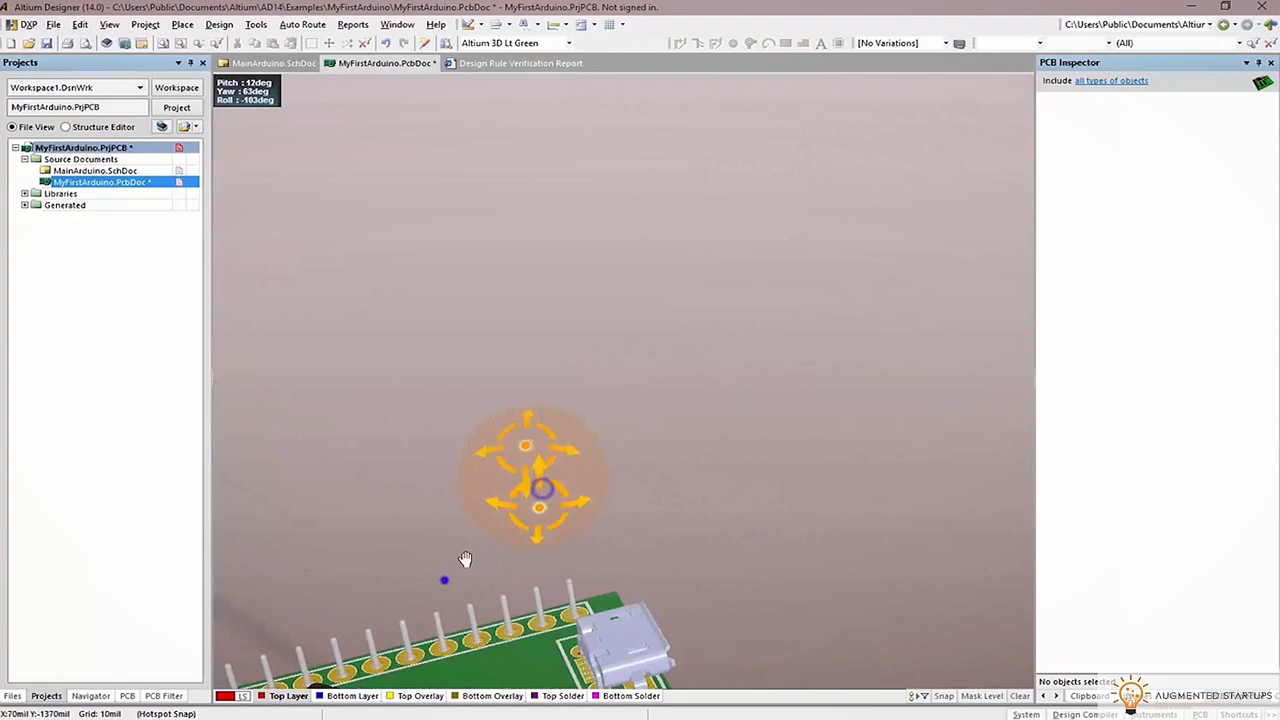 Altium Designer (14.0) - C:\Users\Public\Documents\Altium\AD14\Examples\MyFirstArduino\MyFirstArduino.PcbDoc * - MyFirstArduino.PrjPCB. Not signed in.
DXP File Edit View Project Place Design Tools Auto Route Reports Window Help
C:\Users\Public\Documents\Altiur
Altium 3D Lt Green
[No Variations]
(All)
Projects
MainArduino.SchDoc
MyFirstArduino.PcbDoc *
Design Rule Verification Report
PCB Inspector
Workspace1.DsnWrk
Workspace
Pitch : 12deg
Yaw : 63deg
Roll : -103deg
Include all types of objects
MyFirstArduino.PrjPCB
Project
File View
Structure Editor
MyFirstArduino.PrjPCB *
Source Documents
MainArduino.SchDoc
MyFirstArduino.PcbDoc *
Libraries
Generated
No objects selected
Files Projects Navigator PCB PCB Filter
LS Top Layer Bottom Layer Top Overlay Bottom Overlay Top Solder Bottom Solder
Snap Mask Level Clear
Clipboard
AUGMENTED STARTUPS
X:70mil Y:-1370mil Grid: 10mil (Hotspot Snap)
System Design Compiler Instruments PCB Shortcuts